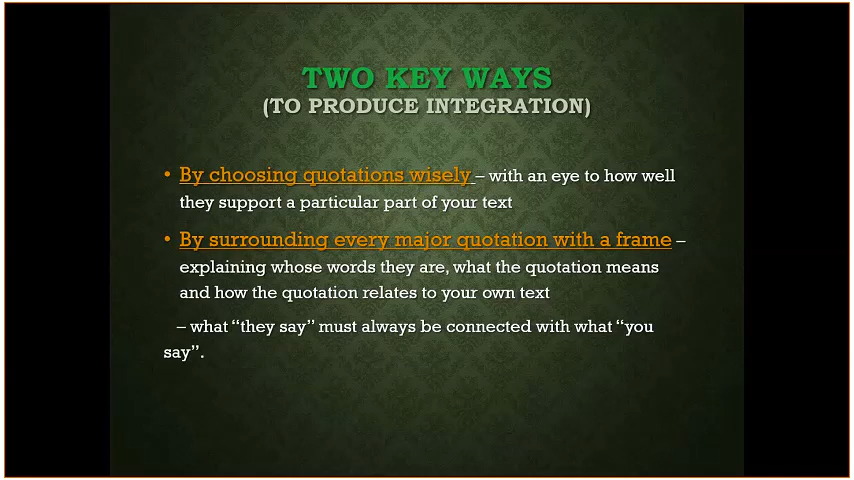 TWO KEY WAYS
(TO PRODUCE INTEGRATION)
• By choosing quotations wisely – with an eye to how well
they support a particular part of your text
• By surrounding every major quotation with a frame –
explaining whose words they are, what the quotation means
and how the quotation relates to your own text
– what “they say” must always be connected with what “you
say”.